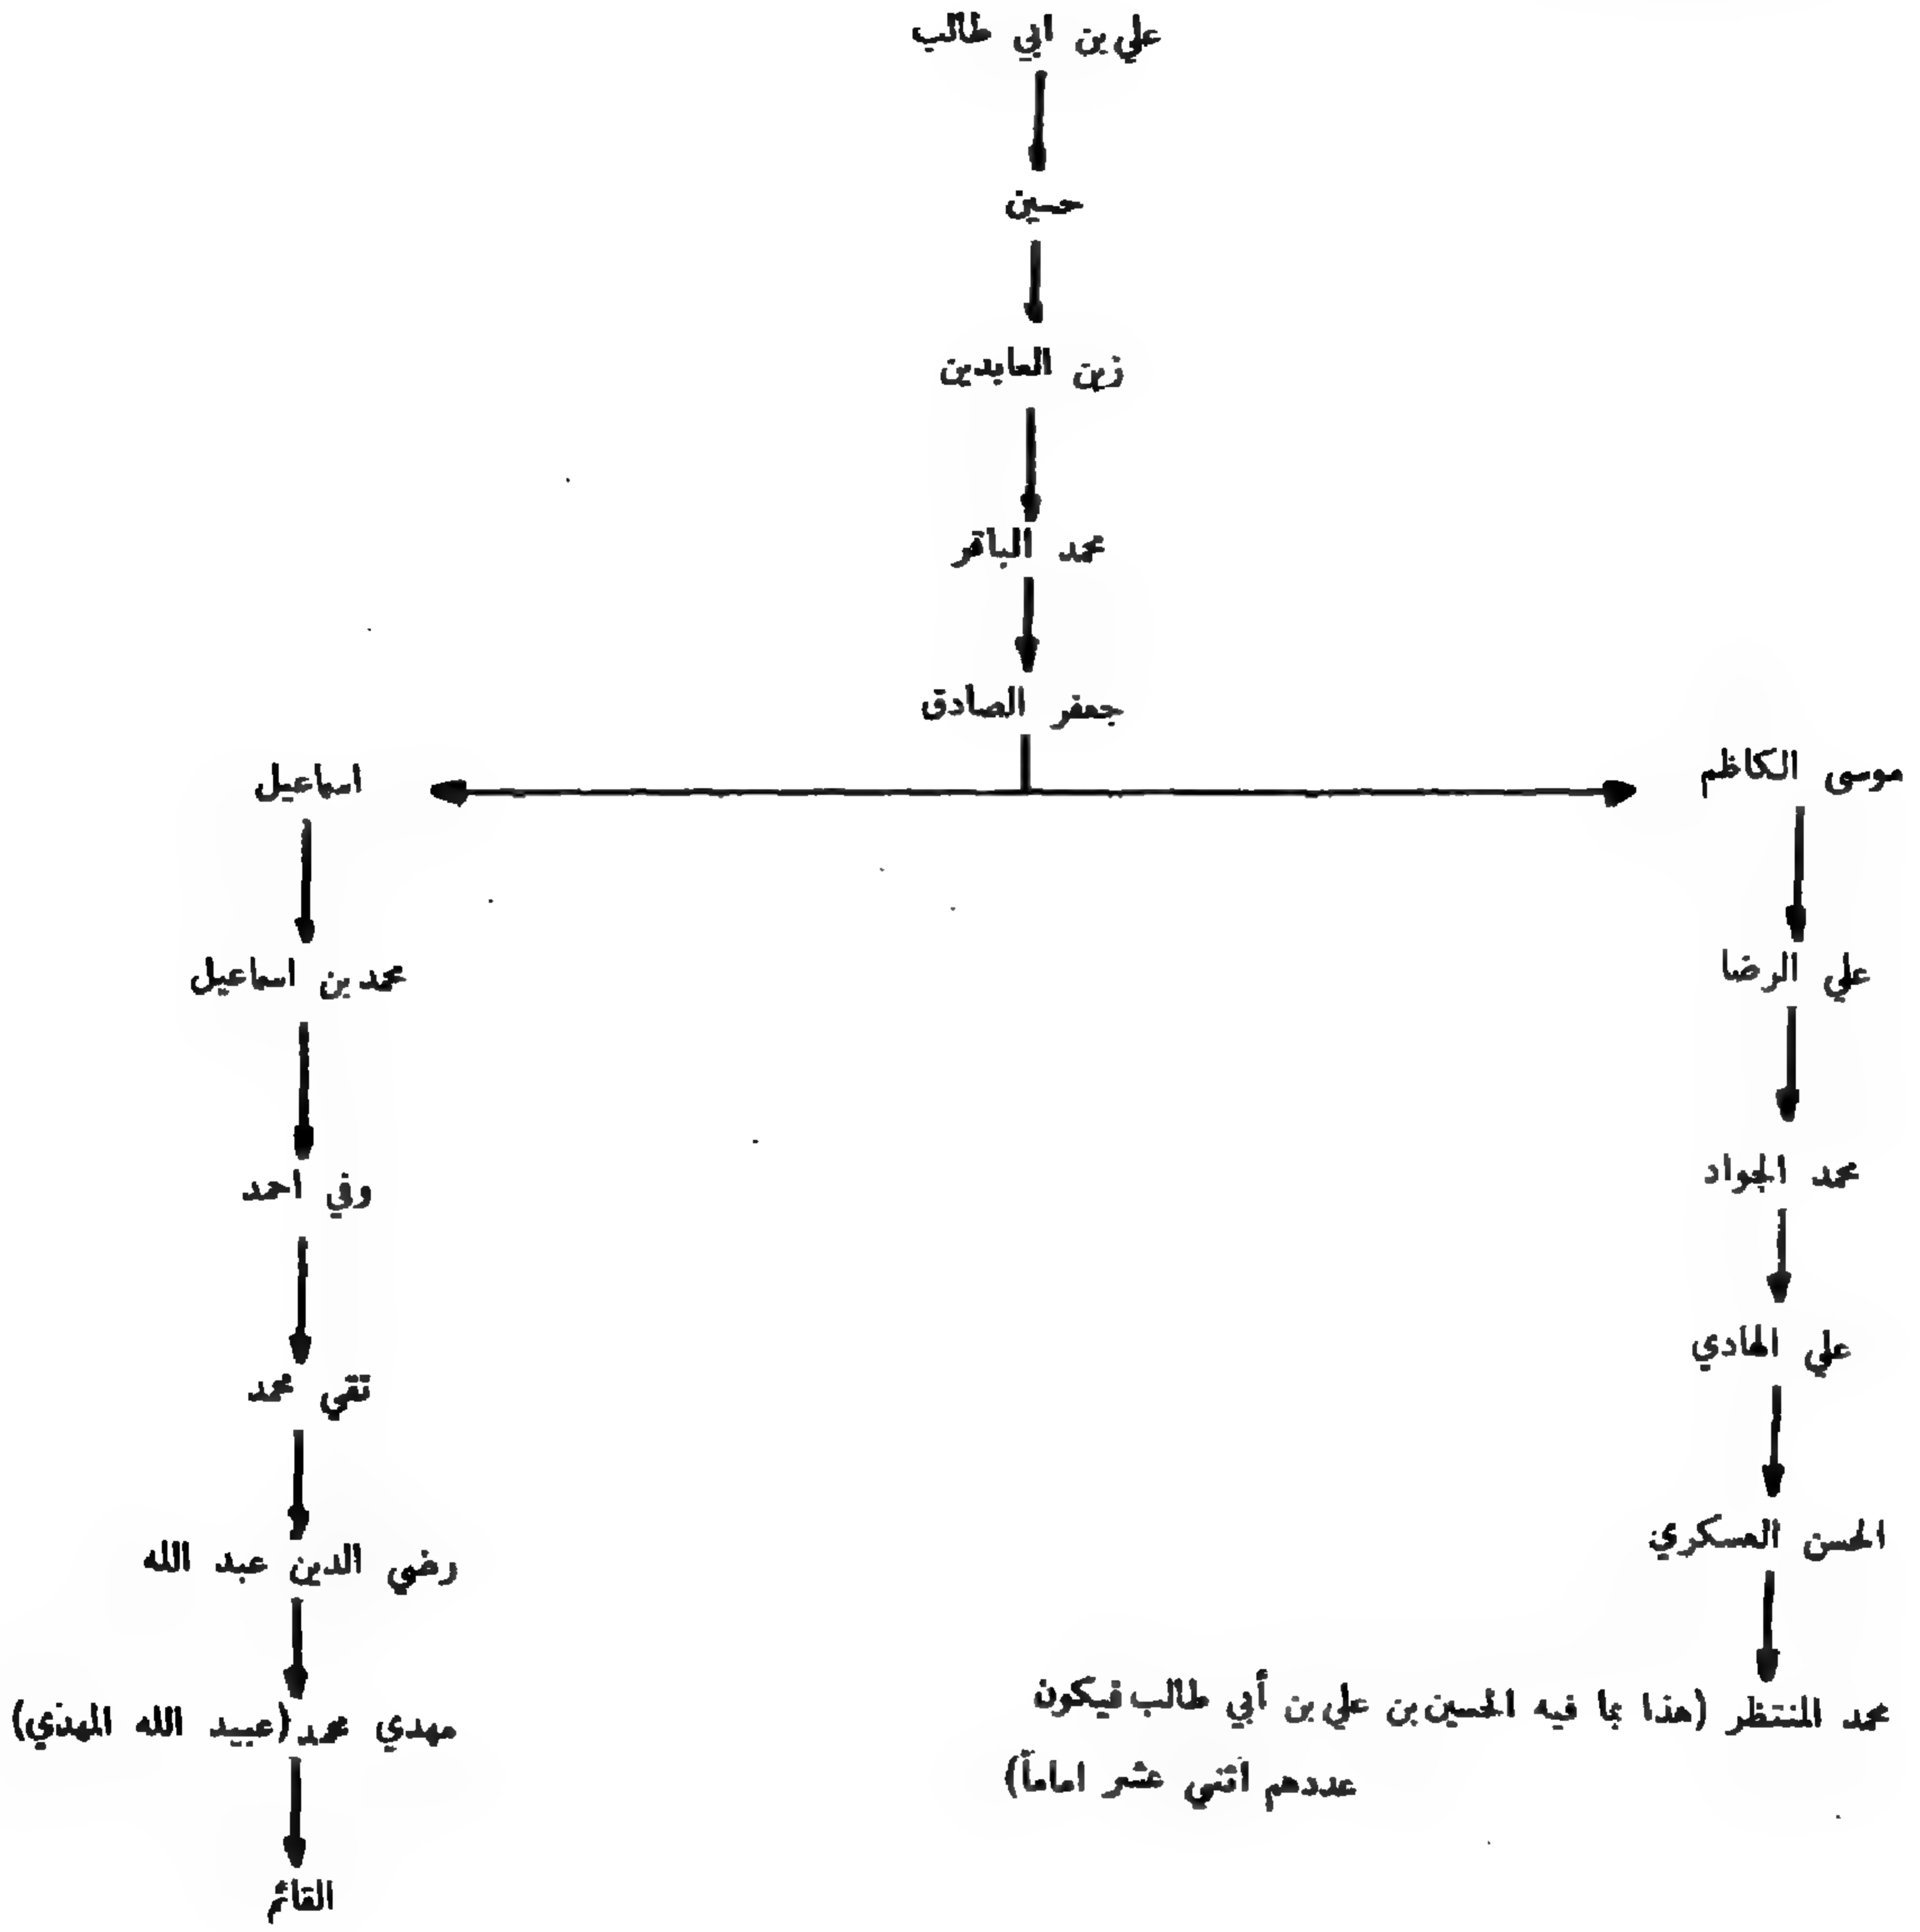 علي بن ابي طالب
حسين
زين العابدين
محمد الباقر
جعفر الصادق
موسى الكاظم
علي الرضا
محمد الجواد
علي الهادي
الحسن العسكري
محمد المنتظر (هذا بما فيه الحسين بن علي بن أبي طالب فيكون
عددهم اثني عشر اماماً)
اسماعيل
محمد بن اسماعيل
وفي احمد
تقي محمد
رضي الدين عبد الله
مهدي محمد (عبيد الله المهدي)
القائم